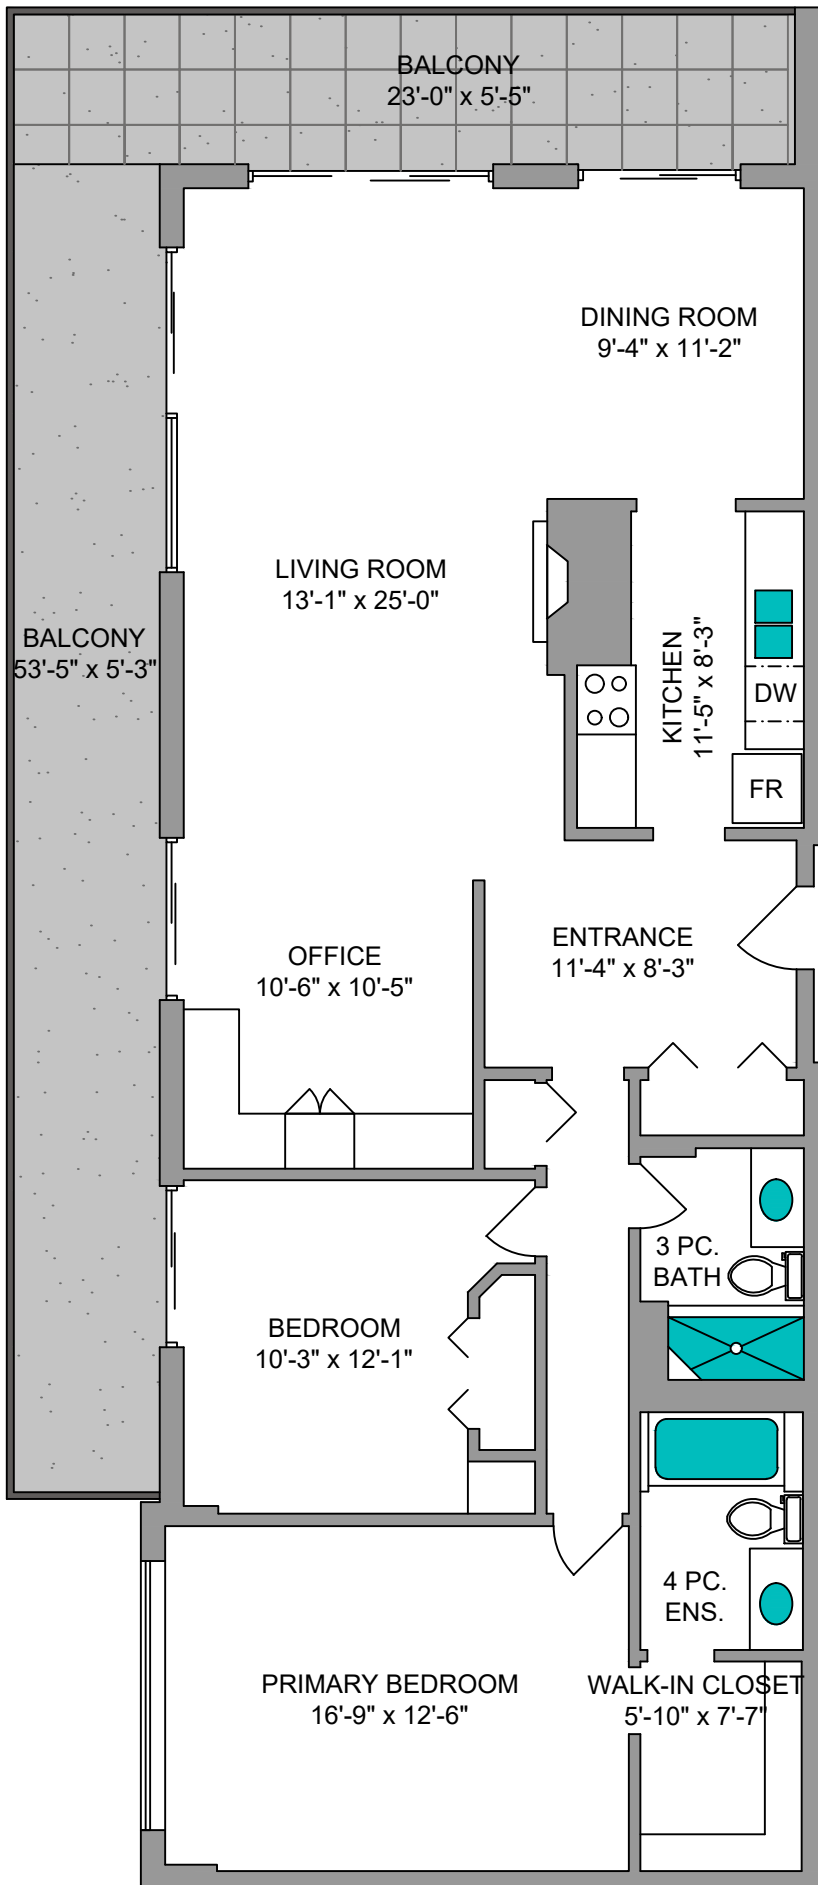 BALCONY
23'-0" x 5'-5"
DINING ROOM
9'-4" x 11'-2"
LIVING ROOM
13'-1" x 25'-0"
BALCONY
53'-5" x 5'-3"
KITCHEN
11'-5" x 8'-3"
DW
FR
ENTRANCE
11'-4" x 8'-3"
OFFICE
10'-6" x 10'-5"
3 PC.
BATH
BEDROOM
10'-3" x 12'-1"
4 PC.
ENS.
PRIMARY BEDROOM
16'-9" x 12'-6"
WALK-IN CLOSET
5'-10" x 7'-7"